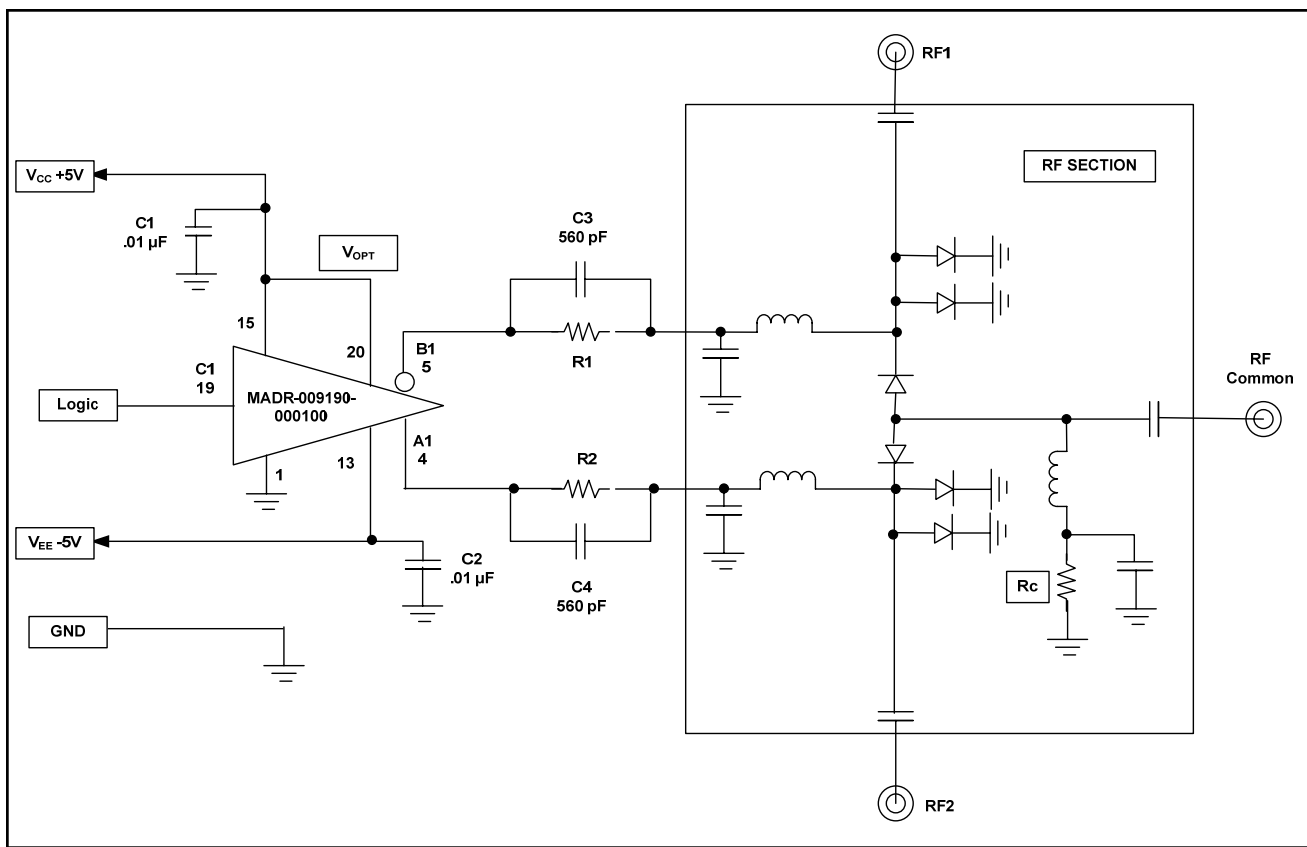 RF1
RF SECTION
VCC +5V
C1
.01 µF
VOPT
C3
560 pF
15
20
B1
5
R1
C1
19
MADR-009190-
000100
Logic
RF
Common
1
13
A1
4
R2
VEE -5V
C2
.01 µF
C4
560 pF
Rc
GND
RF2